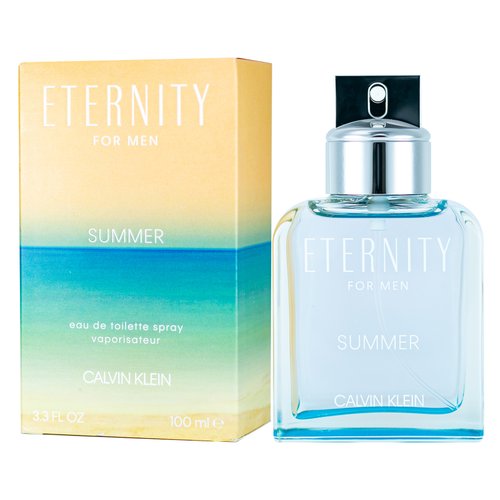 ETERNITY
FOR MEN
SUMMER
eau de toilette spray
vaporisateur
CALVIN KLEIN
3.3 FL OZ 100 ml ℮
ETERNITY
FOR MEN
SUMMER
CALVIN KLEIN